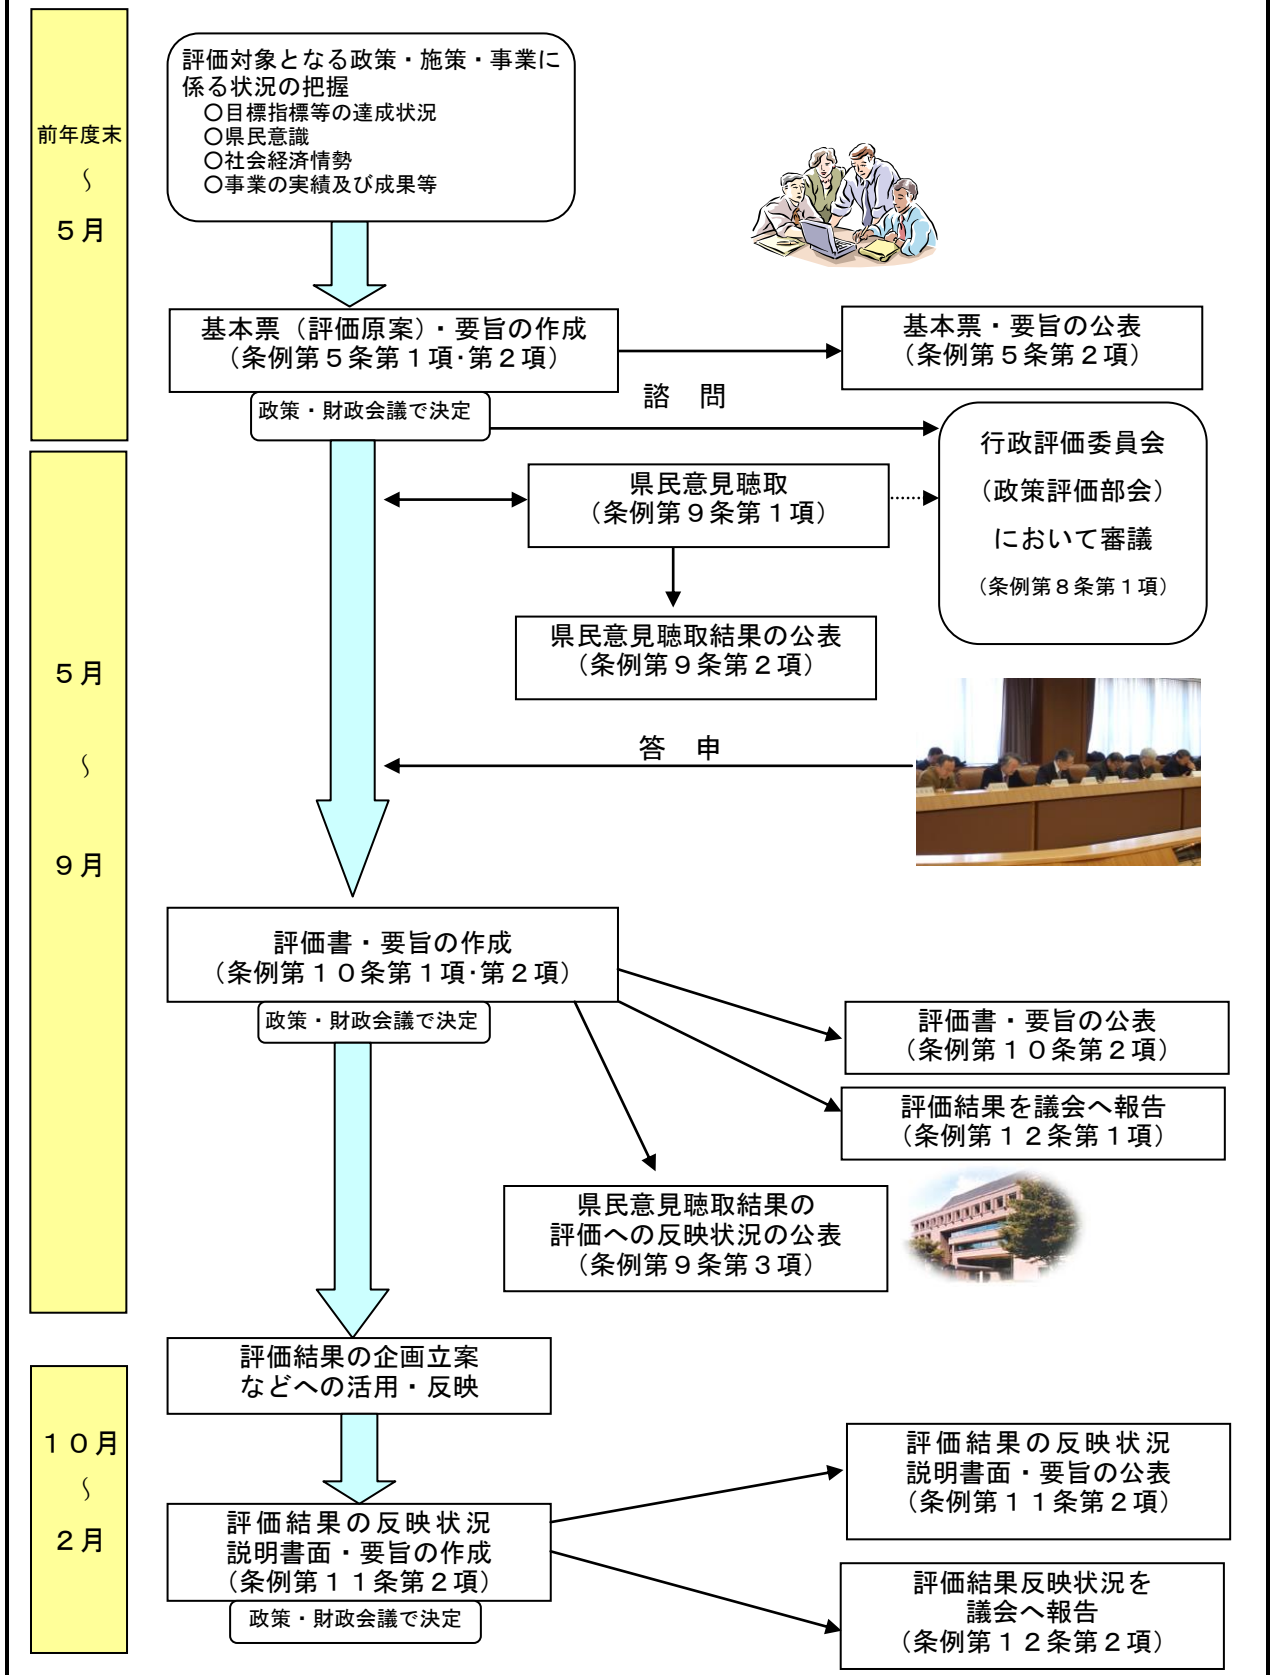 前年度末
～
５月
評価対象となる政策・施策・事業に
係る状況の把握
○目標指標等の達成状況
○県民意識
○社会経済情勢
○事業の実績及び成果等
基本票（評価原案）・要旨の作成
（条例第５条第１項･第２項）
政策・財政会議で決定
基本票・要旨の公表
（条例第５条第２項）
諮　問
行政評価委員会
（政策評価部会）
において審議
（条例第８条第１項）
５月
～
９月
県民意見聴取
（条例第９条第１項）
県民意見聴取結果の公表
（条例第９条第２項）
答　申
評価書・要旨の作成
（条例第１０条第１項･第２項）
政策・財政会議で決定
評価書・要旨の公表
（条例第１０条第２項）
評価結果を議会へ報告
（条例第１２条第１項）
県民意見聴取結果の
評価への反映状況の公表
（条例第９条第３項）
評価結果の企画立案
などへの活用・反映
１０月
～
２月
評価結果の反映状況
説明書面・要旨の作成
（条例第１１条第２項）
政策・財政会議で決定
評価結果の反映状況
説明書面・要旨の公表
（条例第１１条第２項）
評価結果反映状況を
議会へ報告
（条例第１２条第２項）